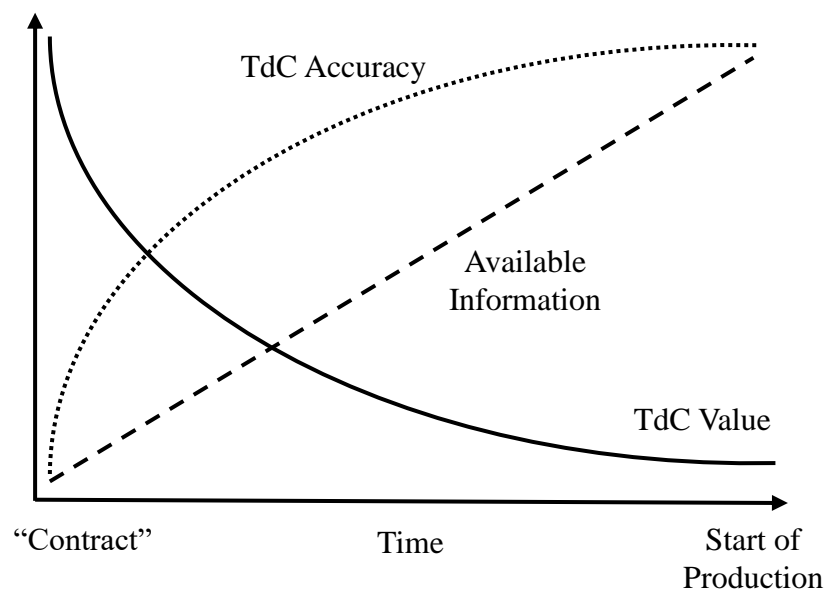 TdC Accuracy
Available
Information
TdC Value
“Contract”
Time
Start of
Production